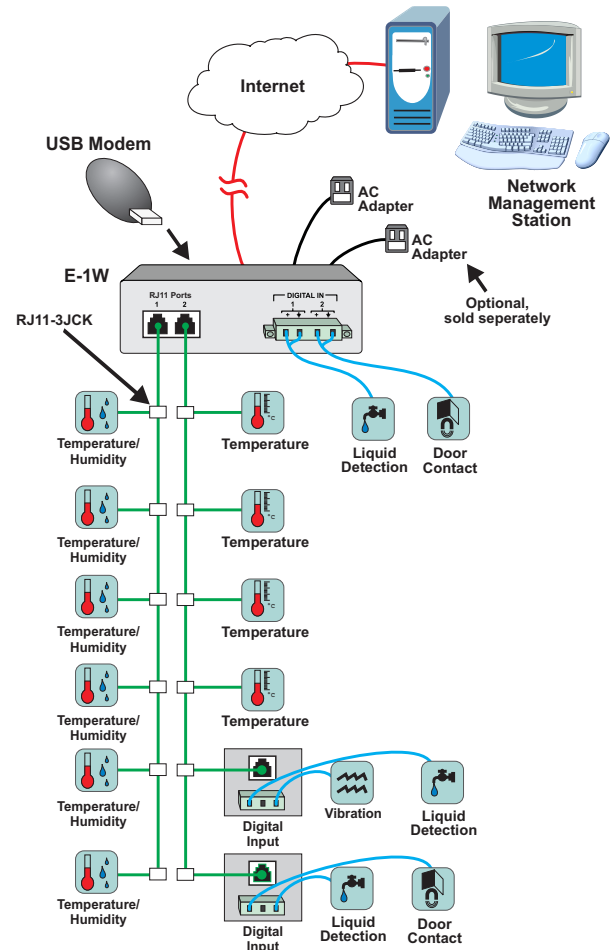 Internet
USB Modem
AC
Adapter
AC
Adapter
Network
Management
Station
Optional,
sold seperately
E-1W
RJ11 Ports
1 2
DIGITAL IN
1 2
+ +
RJ11-3JCK
Temperature/
Humidity
°C
Temperature
Liquid
Detection
Door
Contact
Temperature/
Humidity
°C
Temperature
Temperature/
Humidity
°C
Temperature
Temperature/
Humidity
°C
Temperature
Temperature/
Humidity
Digital
Input
Vibration
Liquid
Detection
Temperature/
Humidity
Digital
Input
Liquid
Detection
Door
Contact